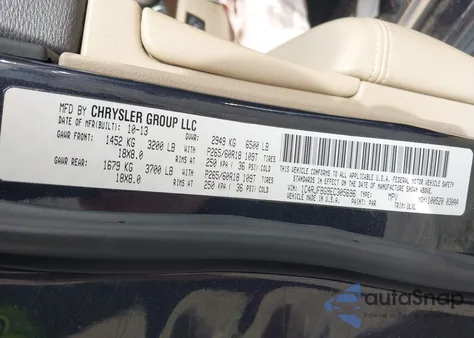 MFD BY CHRYSLER GROUP LLC
DATE OF MFR(BUILT): 10-13 GVWR: 2949 KG 6500 LB
GAWR FRONT: 1452 KG 3200 LB P265/60R18 109T TIRES
18X8.0 RIMS AT 250 KPA( 36 PSI) COLD
GAWR REAR: 1679 KG 3700 LB P265/60R18 109T TIRES
18X8.0 RIMS AT 250 KPA( 36 PSI) COLD
THIS VEHICLE CONFORMS TO ALL APPLICABLE U.S.A. FEDERAL MOTOR VEHICLE SAFETY
STANDARDS IN EFFECT ON THE DATE OF MANUFACTURE SHOWN ABOVE.
TYPE: MPV
VEHICLE MADE IN U.S.A. PAINT: PAR
autoSnap